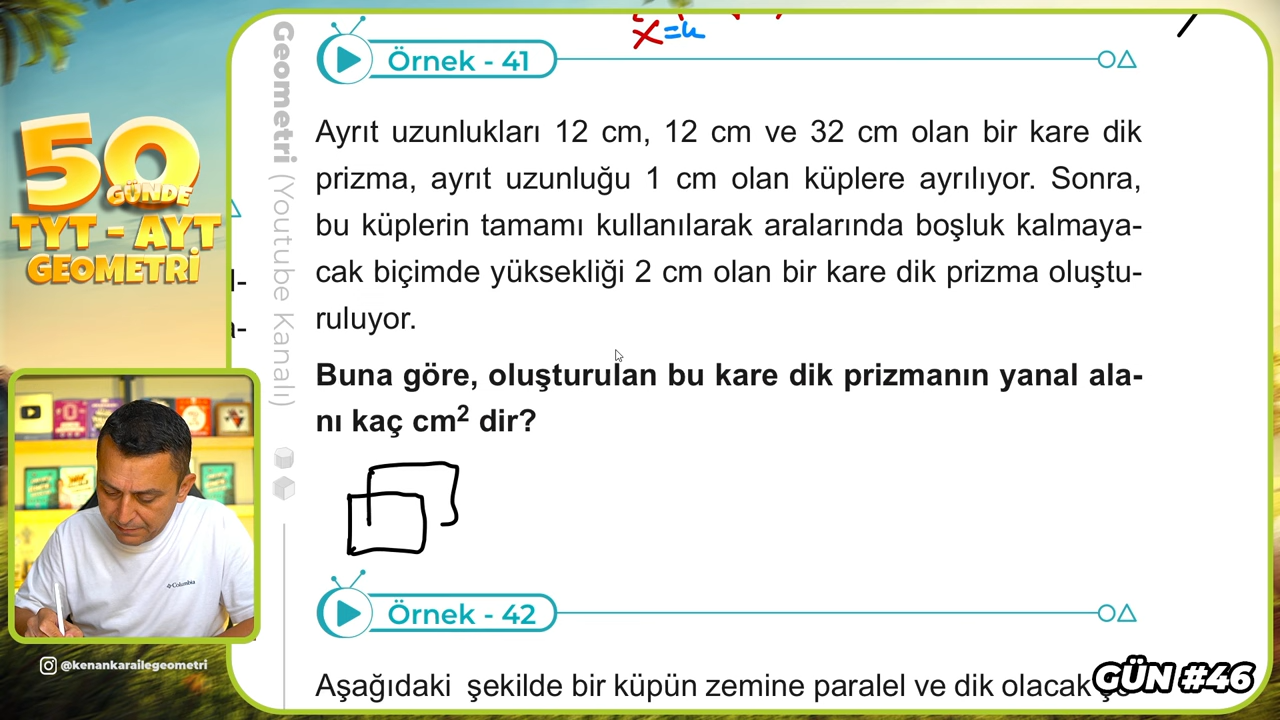 x=4
Örnek - 41
Ayrıt uzunlukları 12 cm, 12 cm ve 32 cm olan bir kare dik
prizma, ayrıt uzunluğu 1 cm olan küplere ayrılıyor. Sonra,
bu küplerin tamamı kullanılarak aralarında boşluk kalmaya-
cak biçimde yüksekliği 2 cm olan bir kare dik prizma oluştu-
ruluyor.
Buna göre, oluşturulan bu kare dik prizmanın yanal ala-
nı kaç cm² dir?
Örnek - 42
Aşağıdaki şekilde bir küpün zemine paralel ve dik olacak
GÜN #46
Geometri (Youtube Kanalı)
50
GÜNDE
TYT - AYT
GEOMETRİ
Columbia
@kenankarailegeometri